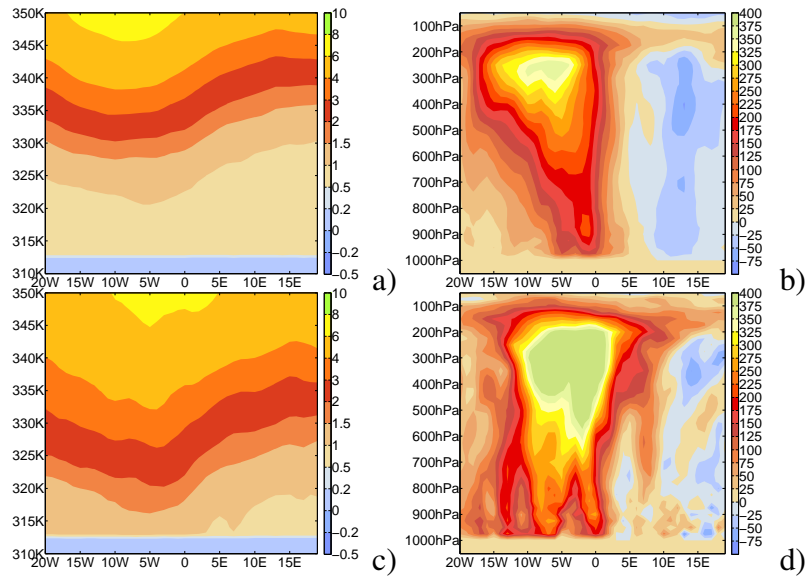 350K
345K
340K
335K
330K
325K
320K
315K
310K
20W 15W 10W 5W 0 5E 10E 15E
10
8
6
4
3
2
1
0.5
0.2
0
−0.2
−0.5
a)
100hPa
200hPa
300hPa
400hPa
500hPa
600hPa
700hPa
800hPa
900hPa
1000hPa
20W 15W 10W 5W 0 5E 10E 15E
400
375
350
325
300
275
250
225
200
175
150
125
100
75
50
25
0
−25
−50
−75
b)
350K
345K
340K
335K
330K
325K
320K
315K
310K
20W 15W 10W 5W 0 5E 10E 15E
10
8
6
4
3
2
1
0.5
0.2
0
−0.2
−0.5
c)
100hPa
200hPa
300hPa
400hPa
500hPa
600hPa
700hPa
800hPa
900hPa
1000hPa
20W 15W 10W 5W 0 5E 10E 15E
400
375
350
325
300
275
250
225
200
175
150
125
100
75
50
25
0
−25
−50
−75
d)